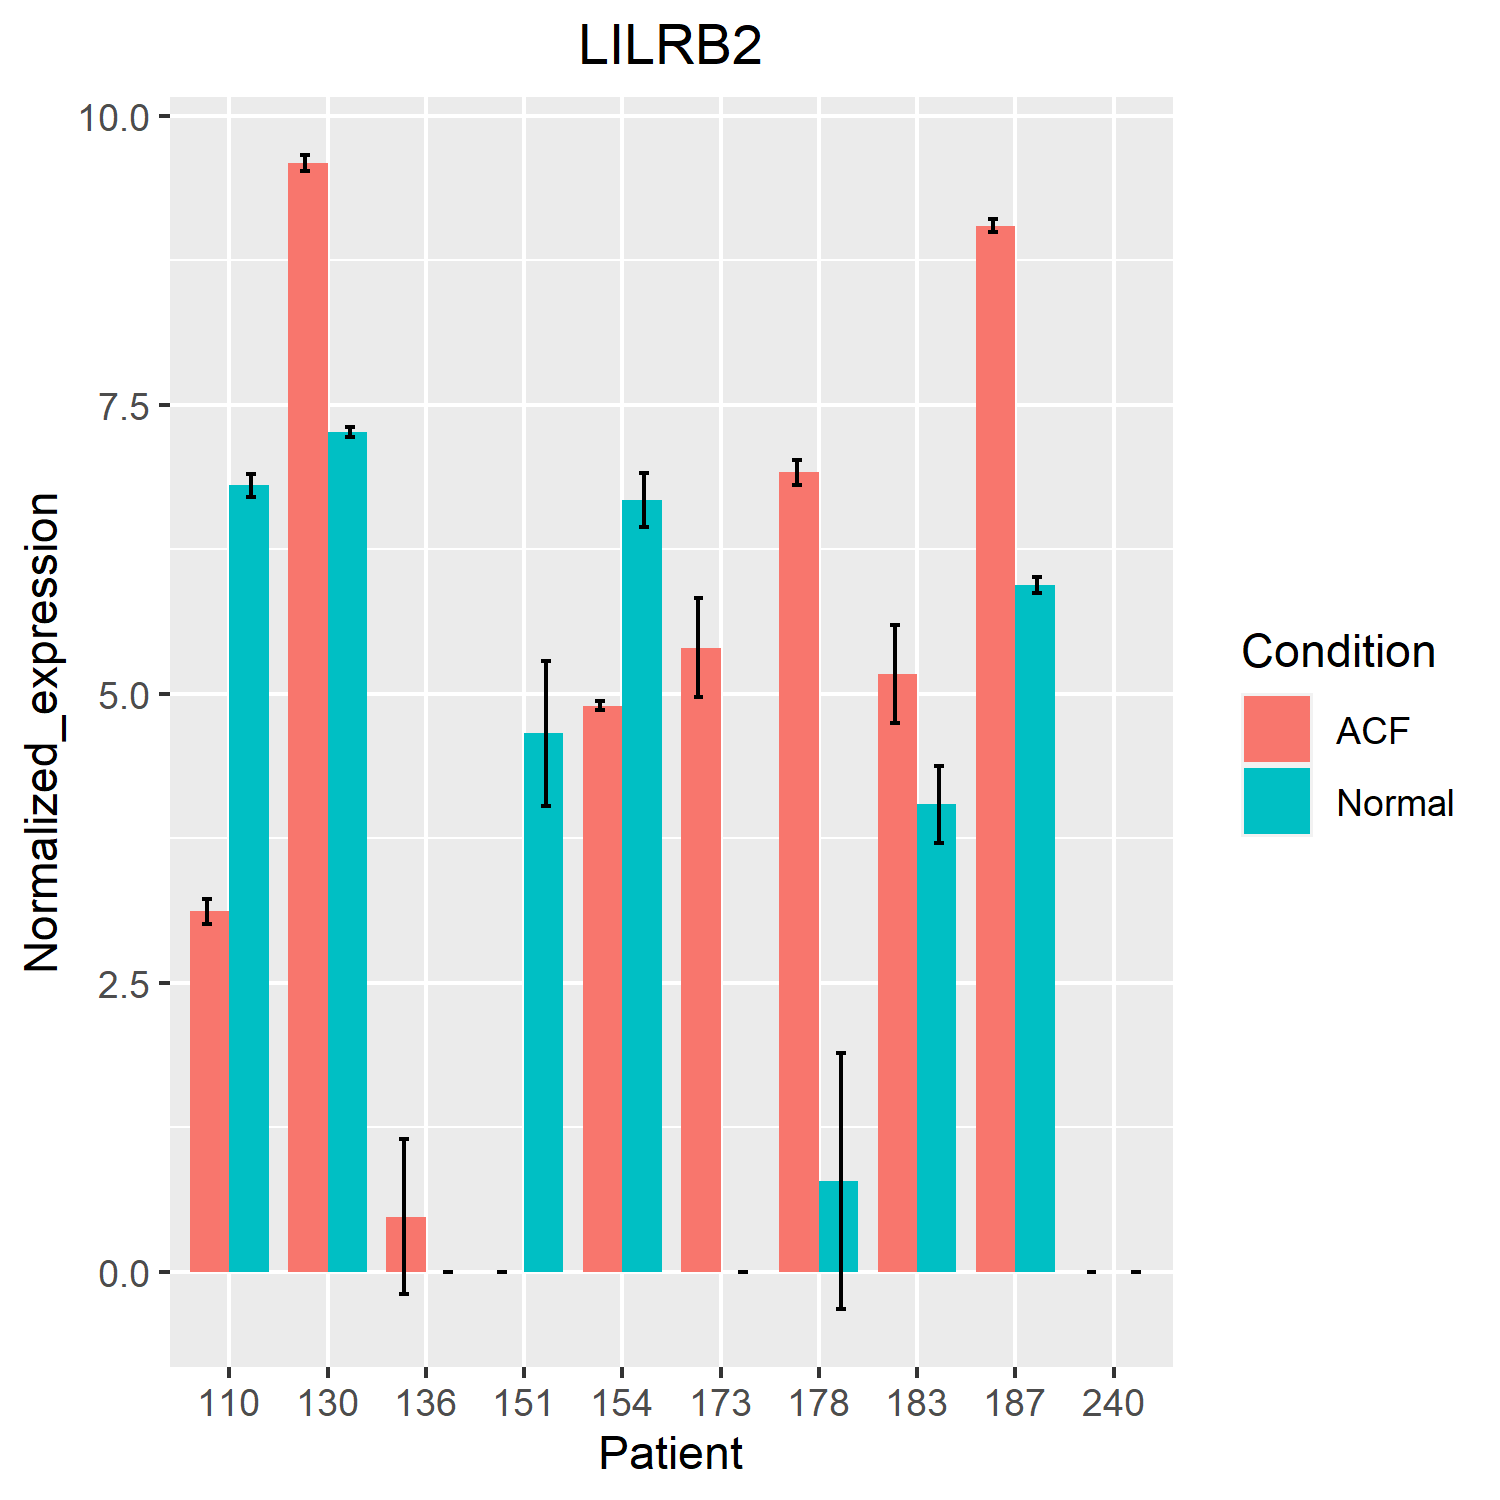 LILRB2
10.0
7.5
5.0
2.5
0.0
Normalized_expression
110 130 136 151 154 173 178 183 187 240
Patient
Condition
ACF
Normal